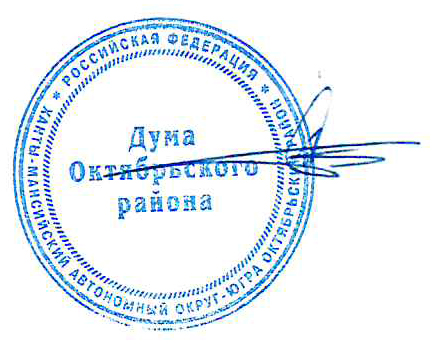 * РОССИЙСКАЯ ФЕДЕРАЦИЯ *
ХАНТЫ-МАНСИЙСКИЙ АВТОНОМНЫЙ ОКРУГ-ЮГРА ОКТЯБРЬСКИЙ РАЙОН
Дума
Октябрьского
района